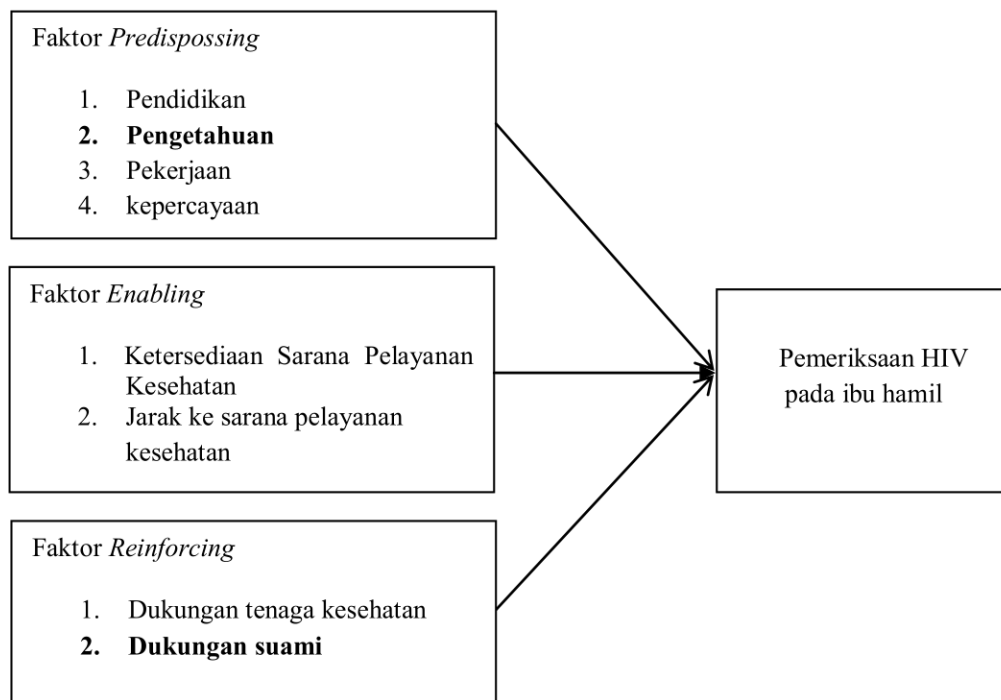 Faktor Predispossing
1. Pendidikan
2. Pengetahuan
3. Pekerjaan
4. kepercayaan
Faktor Enabling
1. Ketersediaan Sarana Pelayanan
Kesehatan
2. Jarak ke sarana pelayanan
kesehatan
Faktor Reinforcing
1. Dukungan tenaga kesehatan
2. Dukungan suami
Pemeriksaan HIV
pada ibu hamil